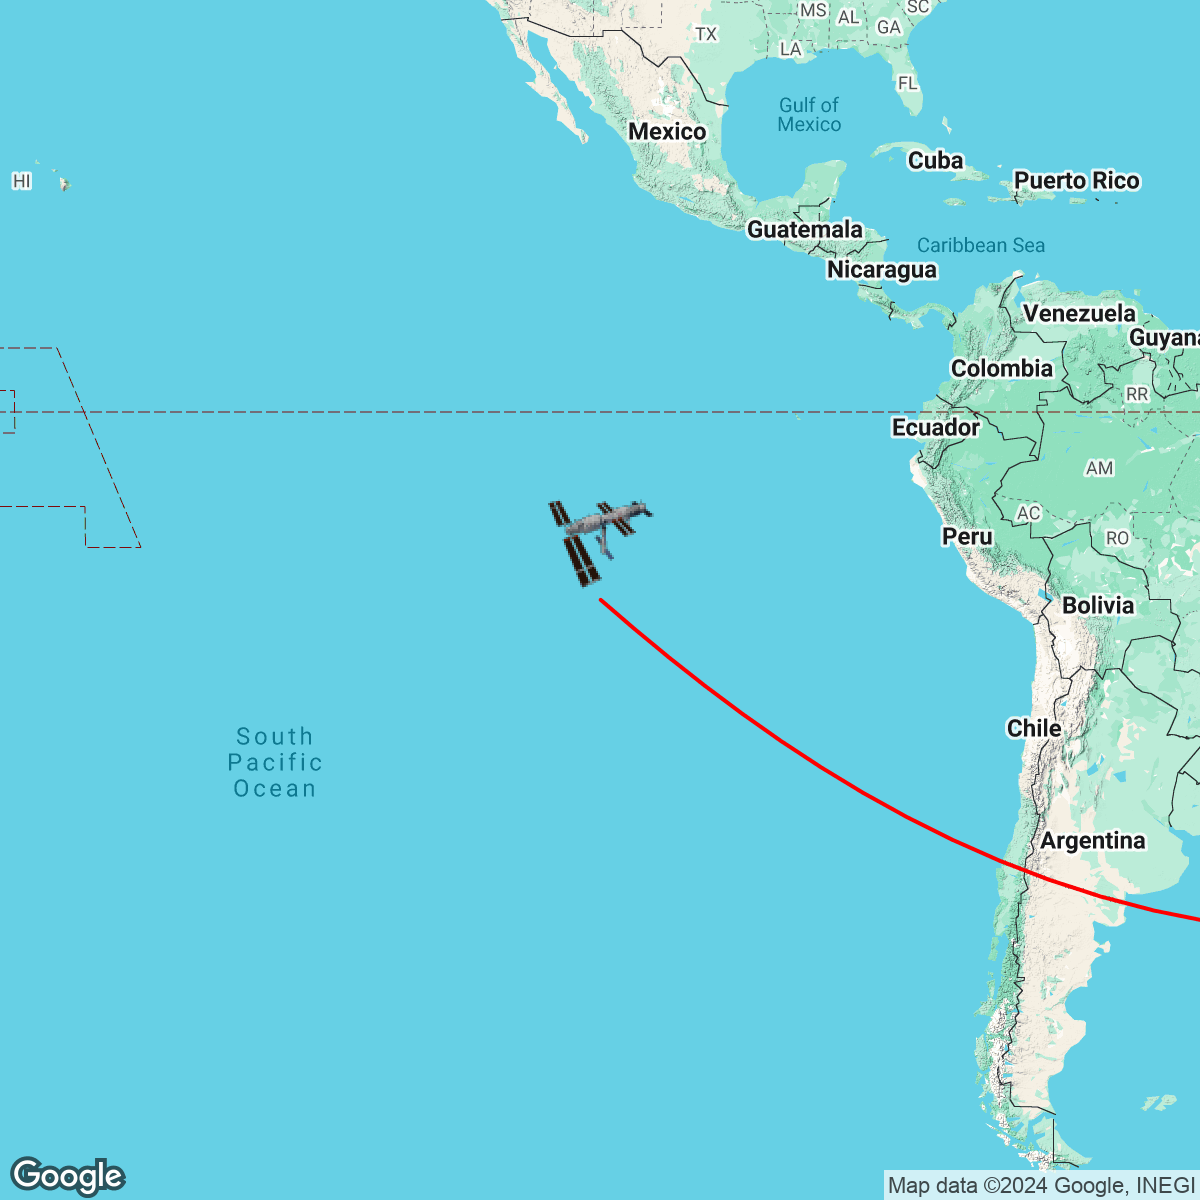 MS
AL
SC
GA
TX
LA
FL
Gulf of
Mexico
Mexico
Cuba
HI
Puerto Rico
Guatemala
Caribbean Sea
Nicaragua
Venezuela
Guyana
Colombia
RR
Ecuador
AM
AC
Peru
RO
Bolivia
Chile
South
Pacific
Ocean
Argentina
Google
Map data ©2024 Google, INEGI